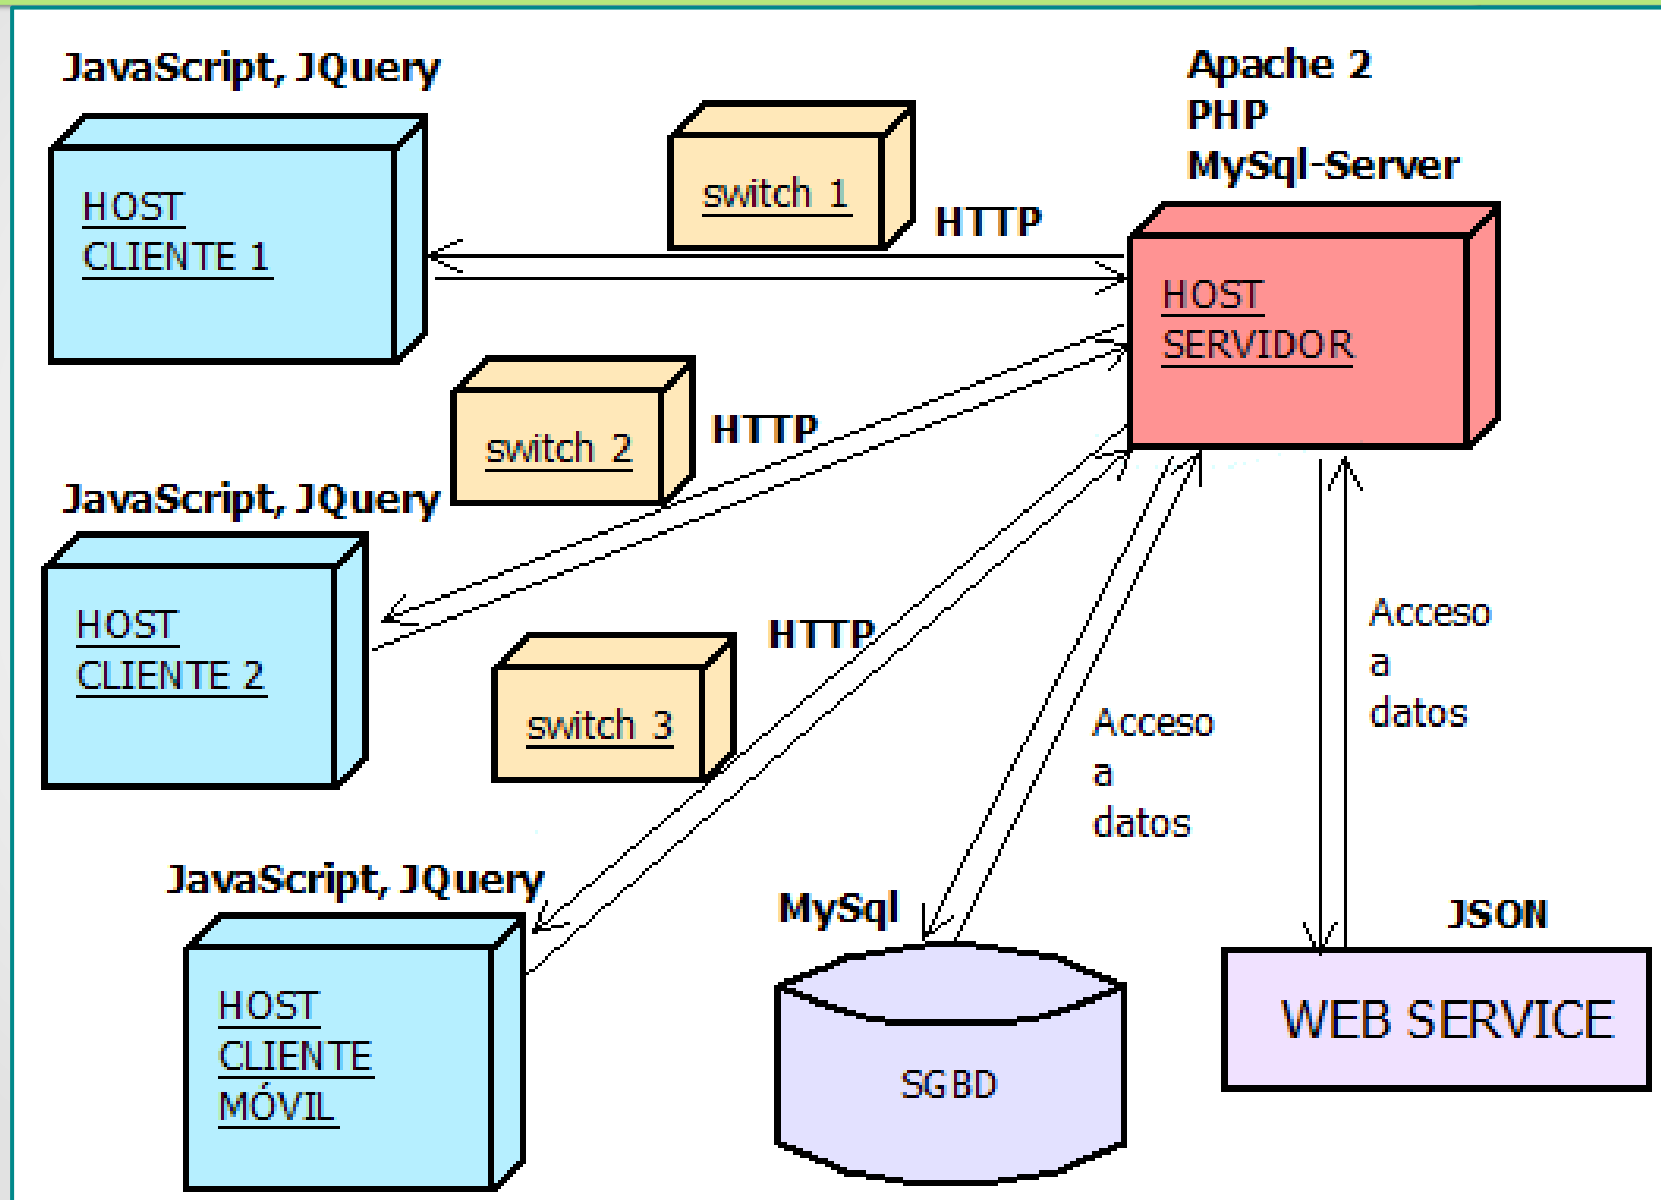 JavaScript, JQuery
HOST
CLIENTE 1
switch 1
HTTP
Apache 2
PHP
MySql-Server
HOST
SERVIDOR
switch 2
HTTP
JavaScript, JQuery
HOST
CLIENTE 2
switch 3
HTTP
Acceso
a
datos
Acceso
a
datos
JavaScript, JQuery
HOST
CLIENTE
MÓVIL
MySql
SGBD
JSON
WEB SERVICE